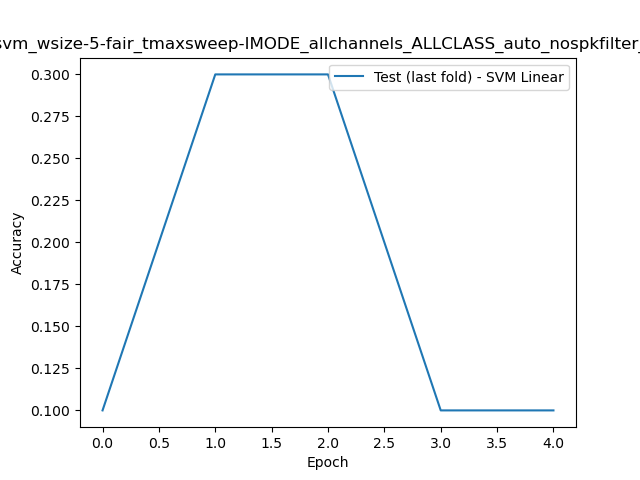 svm_wsize-5-fair_tmaxsweep-IMODE_allchannels_ALLCLASS_auto_nospkfilter_
Test (last fold) - SVM Linear
0.300
0.275
0.250
0.225
0.200
0.175
0.150
0.125
0.100
Accuracy
0.0 0.5 1.0 1.5 2.0 2.5 3.0 3.5 4.0
Epoch